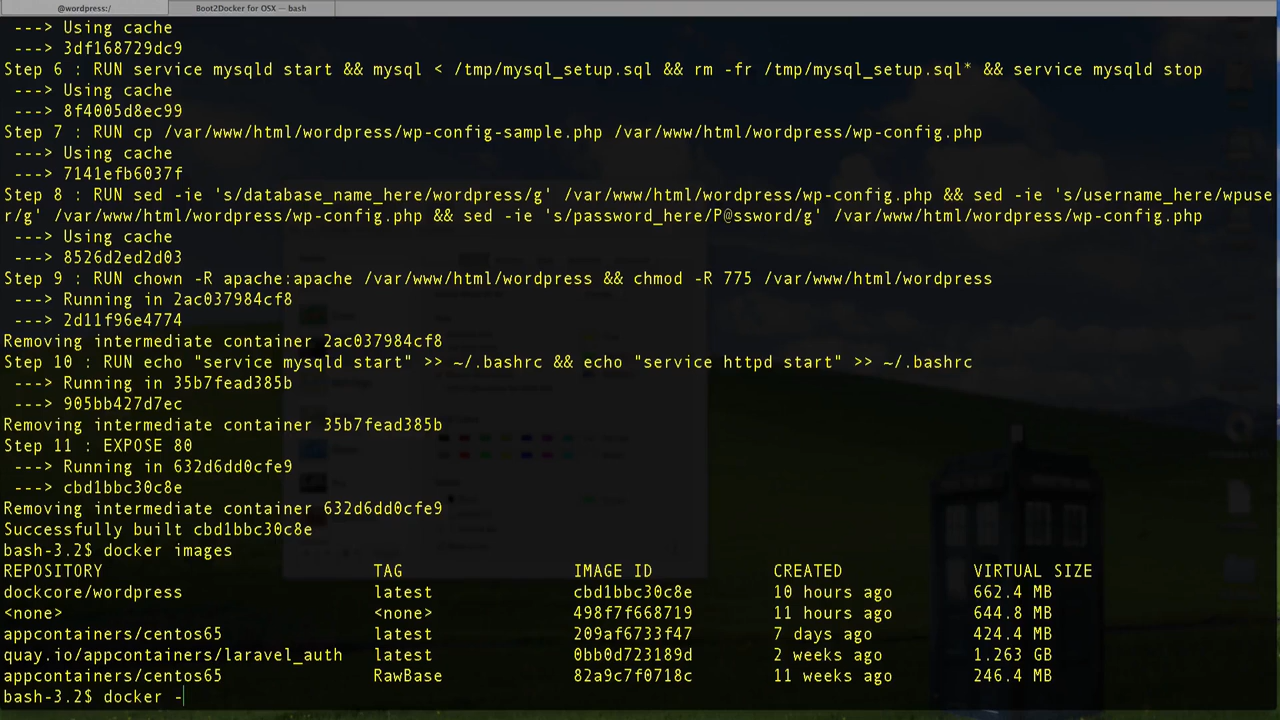 @wordpress:/
Boot2Docker for OSX — bash
---> Using cache
---> 3df168729dc9
Step 6 : RUN service mysqld start && mysql < /tmp/mysql_setup.sql && rm -fr /tmp/mysql_setup.sql* && service mysqld stop
---> Using cache
---> 8f4005d8ec99
Step 7 : RUN cp /var/www/html/wordpress/wp-config-sample.php /var/www/html/wordpress/wp-config.php
---> Using cache
---> 7141efb6037f
Step 8 : RUN sed -ie 's/database_name_here/wordpress/g' /var/www/html/wordpress/wp-config.php && sed -ie 's/username_here/wpuse
r/g' /var/www/html/wordpress/wp-config.php && sed -ie 's/password_here/P@ssword/g' /var/www/html/wordpress/wp-config.php
---> Using cache
---> 8526d2ed2d03
Step 9 : RUN chown -R apache:apache /var/www/html/wordpress && chmod -R 775 /var/www/html/wordpress
---> Running in 2ac037984cf8
---> 2d11f96e4774
Removing intermediate container 2ac037984cf8
Step 10 : RUN echo "service mysqld start" >> ~/.bashrc && echo "service httpd start" >> ~/.bashrc
---> Running in 35b7fead385b
---> 905bb427d7ec
Removing intermediate container 35b7fead385b
Step 11 : EXPOSE 80
---> Running in 632d6dd0cfe9
---> cbd1bbc30c8e
Removing intermediate container 632d6dd0cfe9
Successfully built cbd1bbc30c8e
bash-3.2$ docker images
REPOSITORY TAG IMAGE ID CREATED VIRTUAL SIZE
dockcore/wordpress latest cbd1bbc30c8e 10 hours ago 662.4 MB
<none> <none> 498f7f668719 11 hours ago 644.8 MB
appcontainers/centos65 latest 209af6733f47 7 days ago 424.4 MB
quay.io/appcontainers/laravel_auth latest 0bb0d723189d 2 weeks ago 1.263 GB
appcontainers/centos65 RawBase 82a9c7f0718c 11 weeks ago 246.4 MB
bash-3.2$ docker -